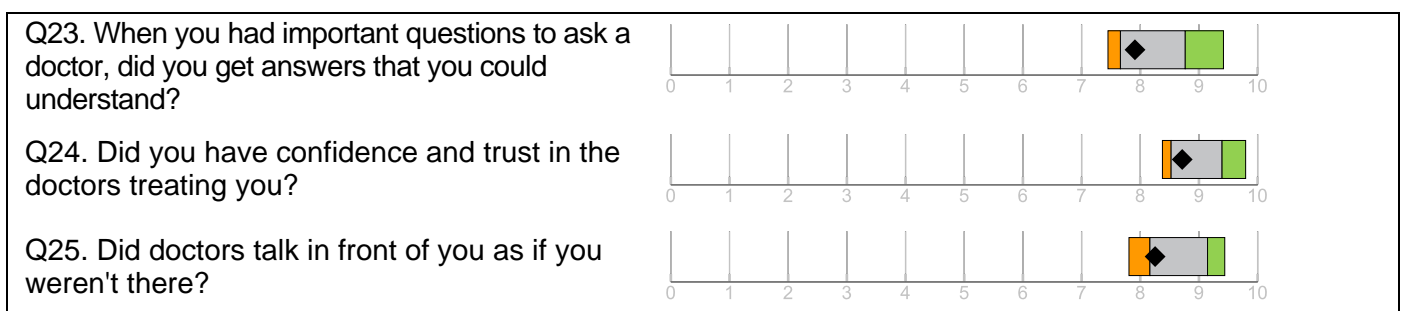 Q23. When you had important questions to ask a
doctor, did you get answers that you could
understand?
0 1 2 3 4 5 6 7 8 9 10
Q24. Did you have confidence and trust in the
doctors treating you?
0 1 2 3 4 5 6 7 8 9 10
Q25. Did doctors talk in front of you as if you
weren't there?
0 1 2 3 4 5 6 7 8 9 10